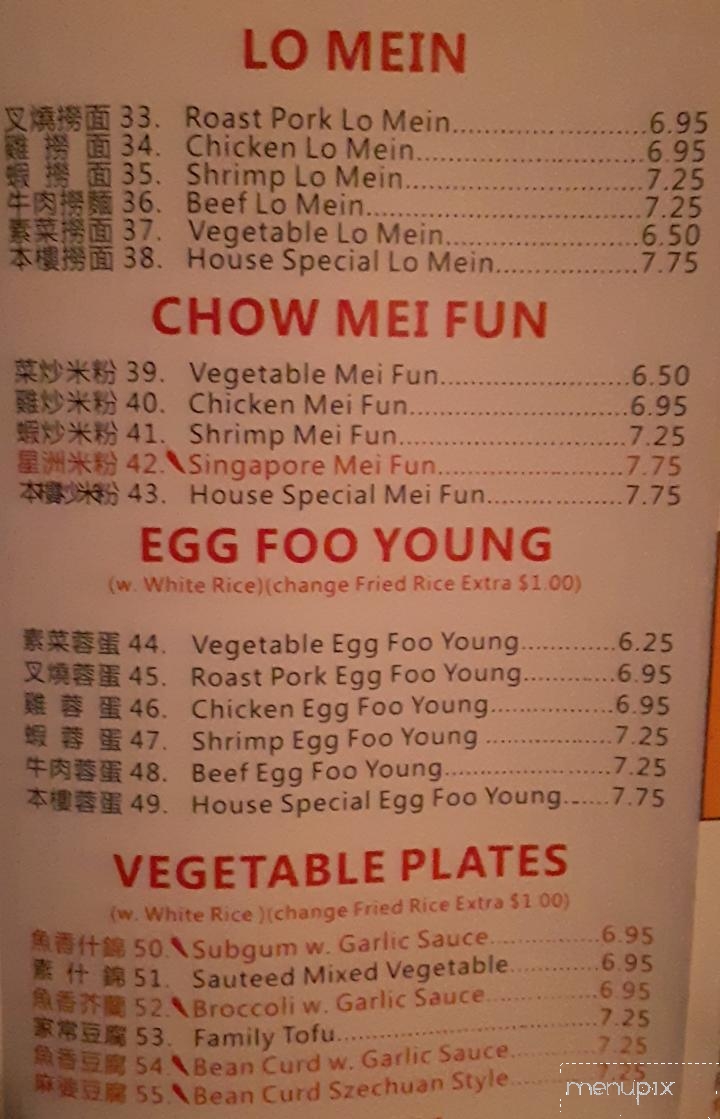 LO MEIN
叉燒撈面 33. Roast Pork Lo Mein 6.95
雞 撈 面 34. Chicken Lo Mein 6.95
蝦 撈 面 35. Shrimp Lo Mein 7.25
牛肉撈麵 36. Beef Lo Mein 7.25
素菜撈面 37. Vegetable Lo Mein 6.50
本樓撈面 38. House Special Lo Mein 7.75
CHOW MEI FUN
菜炒米粉 39. Vegetable Mei Fun 6.50
雞炒米粉 40. Chicken Mei Fun 6.95
蝦炒米粉 41. Shrimp Mei Fun 7.25
星洲米粉 42. Singapore Mei Fun 7.75
本樓炒米粉 43. House Special Mei Fun 7.75
EGG FOO YOUNG
(w. White Rice)(change Fried Rice Extra $1.00)
素菜蓉蛋 44. Vegetable Egg Foo Young 6.25
叉燒蓉蛋 45. Roast Pork Egg Foo Young 6.95
雞 蓉 蛋 46. Chicken Egg Foo Young 6.95
蝦 蓉 蛋 47. Shrimp Egg Foo Young 7.25
牛肉蓉蛋 48. Beef Egg Foo Young 7.25
本樓蓉蛋 49. House Special Egg Foo Young 7.75
VEGETABLE PLATES
(w. White Rice )(change Fried Rice Extra $1.00)
魚香什錦 50. Subgum w. Garlic Sauce 6.95
素 什 錦 51. Sauteed Mixed Vegetable 6.95
魚香芥蘭 52. Broccoli w. Garlic Sauce 6.95
家常豆腐 53. Family Tofu 7.25
魚香豆腐 54. Bean Curd w. Garlic Sauce 7.25
麻婆豆腐 55. Bean Curd Szechuan Style 7.25
menupix